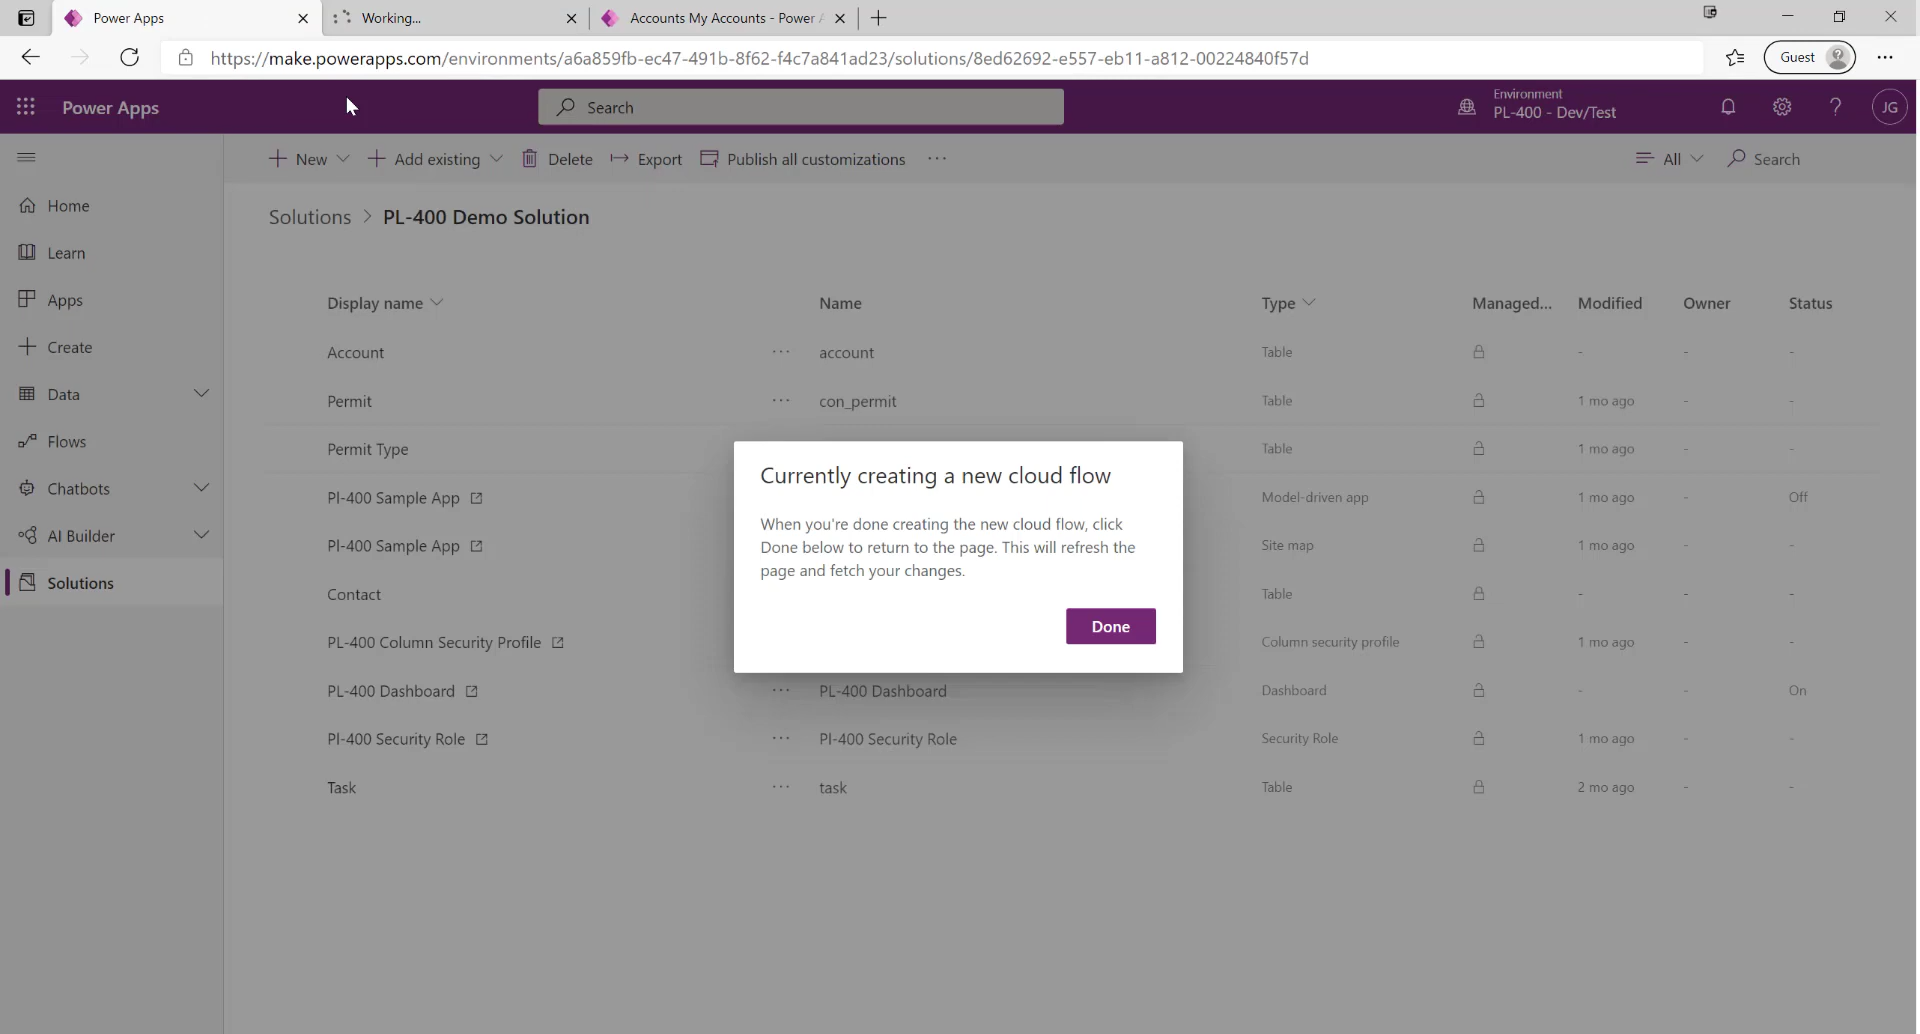 Power Apps
Working...
Accounts My Accounts - Power A
https://make.powerapps.com/environments/a6a859fb-ec47-491b-8f62-f4c7a841ad23/solutions/8ed62692-e557-eb11-a812-00224840f57d
Guest
Power Apps
Search
Environment
PL-400 - Dev/Test
?
JG
New
Add existing
Delete
Export
Publish all customizations
...
All
Search
Home
Learn
Apps
Create
Data
Flows
Chatbots
AI Builder
Solutions
Solutions > PL-400 Demo Solution
Display name Name Type Managed... Modified Owner Status
Account ... account Table - - -
Permit ... con_permit Table 1 mo ago - -
Permit Type Table 1 mo ago - -
Pl-400 Sample App Model-driven app 1 mo ago - Off
Pl-400 Sample App Site map 1 mo ago - -
Contact Table - - -
PL-400 Column Security Profile Column security profile 1 mo ago - -
PL-400 Dashboard ... PL-400 Dashboard Dashboard - - On
Pl-400 Security Role ... Pl-400 Security Role Security Role 1 mo ago - -
Task ... task Table 2 mo ago - -
Currently creating a new cloud flow
When you're done creating the new cloud flow, click
Done below to return to the page. This will refresh the
page and fetch your changes.
Done